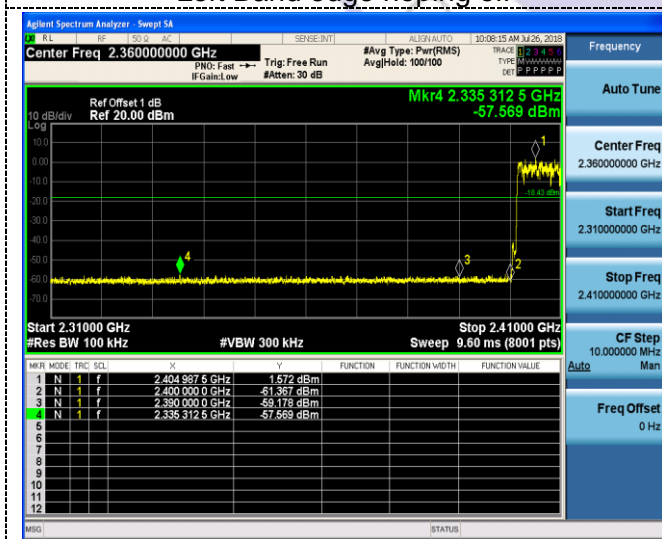 Agilent Spectrum Analyzer - Swept SA
RL RF 50 Ω AC SENSE:INT ALIGN AUTO 10:08:15 AM Jul 26, 2018
Center Freq 2.360000000 GHz
PNO: Fast
IFGain:Low
Trig: Free Run
#Atten: 30 dB
#Avg Type: Pwr(RMS)
Avg|Hold: 100/100
TRACE 1 2 3 4 5 6
TYPE M
DET P P P P P P
Mkr4 2.335 312 5 GHz
-57.569 dBm
Ref Offset 1 dB
10 dB/div Ref 20.00 dBm
Log
10.0
0.00
-10.0
-20.0
-30.0
-40.0
-50.0
-60.0
-70.0
1
-18.43 dBm
4
3
2
Start 2.31000 GHz Stop 2.41000 GHz
#Res BW 100 kHz #VBW 300 kHz Sweep 9.60 ms (8001 pts)
MKR MODE TRC SCL X Y FUNCTION FUNCTION WIDTH FUNCTION VALUE
1 N 1 f 2.404 987 5 GHz 1.572 dBm
2 N 1 f 2.400 000 0 GHz -61.367 dBm
3 N 1 f 2.390 000 0 GHz -59.178 dBm
4 N 1 f 2.335 312 5 GHz -57.569 dBm
5
6
7
8
9
10
11
12
MSG STATUS
Frequency
Auto Tune
Center Freq
2.360000000 GHz
Start Freq
2.310000000 GHz
Stop Freq
2.410000000 GHz
CF Step
10.000000 MHz
Auto Man
Freq Offset
0 Hz